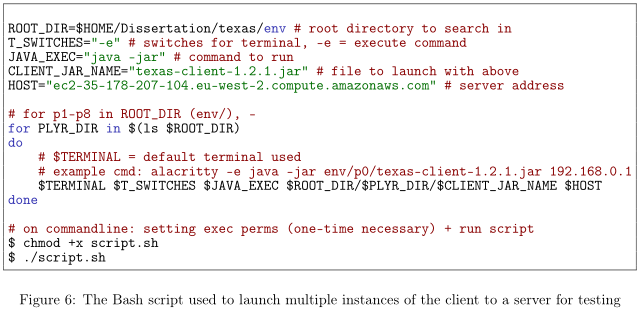 ROOT_DIR=$HOME/Dissertation/texas/env # root directory to search in
T_SWITCHES="-e" # switches for terminal, -e = execute command
JAVA_EXEC="java -jar" # command to run
CLIENT_JAR_NAME="texas-client-1.2.1.jar" # file to launch with above
HOST="ec2-35-178-207-104.eu-west-2.compute.amazonaws.com" # server address
# for p1-p8 in ROOT_DIR (env/), -
for PLYR_DIR in $(ls $ROOT_DIR)
do
# $TERMINAL = default terminal used
# example cmd: alacritty -e java -jar env/p0/texas-client-1.2.1.jar 192.168.0.1
$TERMINAL $T_SWITCHES $JAVA_EXEC $ROOT_DIR/$PLYR_DIR/$CLIENT_JAR_NAME $HOST
done
# on commandline: setting exec perms (one-time necessary) + run script
$ chmod +x script.sh
$ ./script.sh
Figure 6: The Bash script used to launch multiple instances of the client to a server for testing